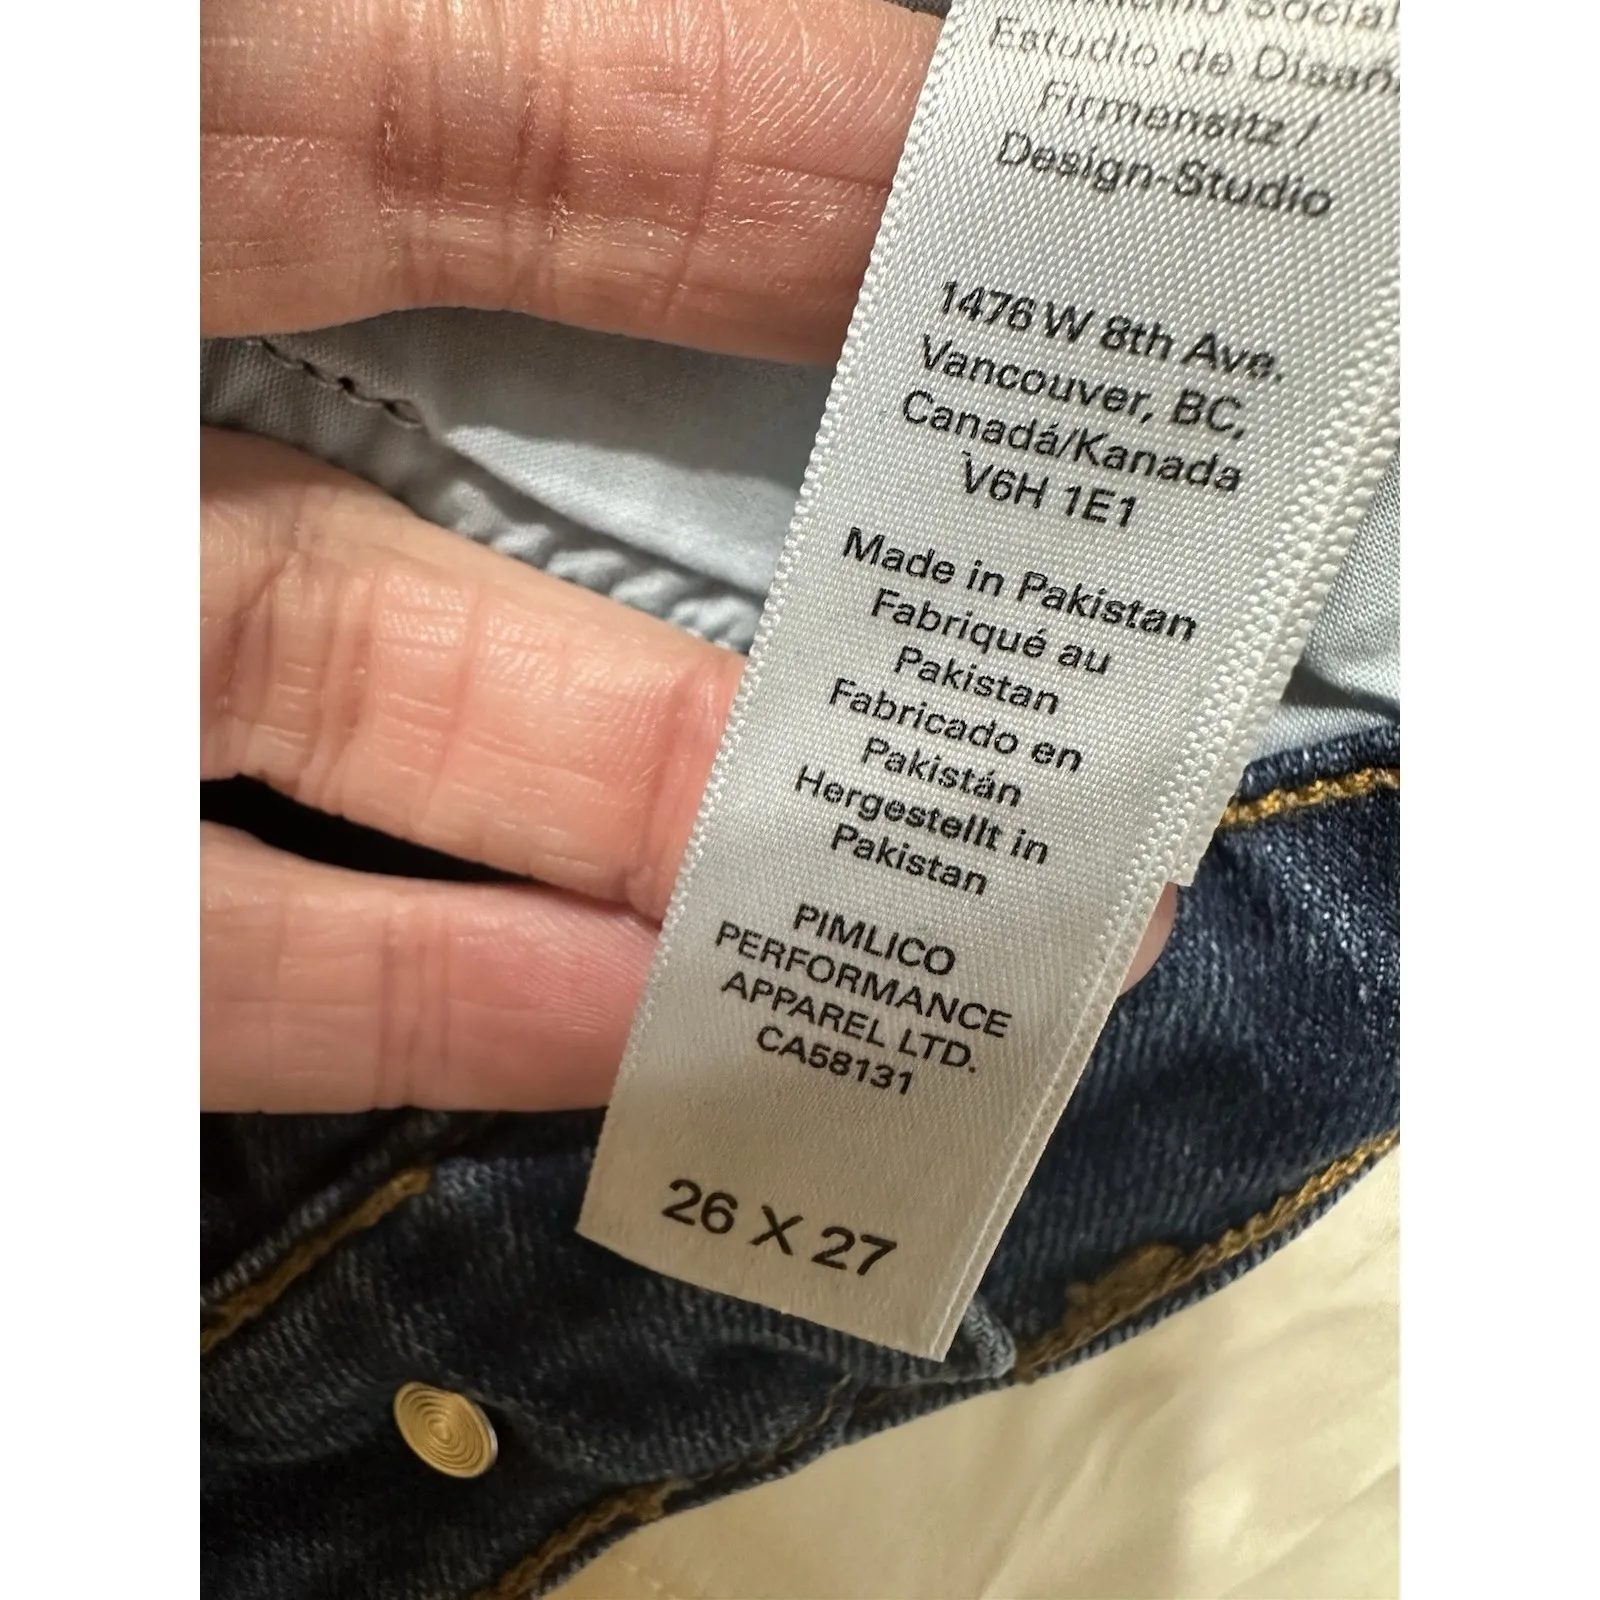 Social
Estudio de Diseñ
Firmensitz /
Design-Studio
1476 W 8th Ave.
Vancouver, BC,
Canadá/Kanada
V6H 1E1
Made in Pakistan
Fabriqué au
Pakistan
Fabricado en
Pakistán
Hergestellt in
Pakistan
PIMLICO
PERFORMANCE
APPAREL LTD.
CA58131
26 X 27